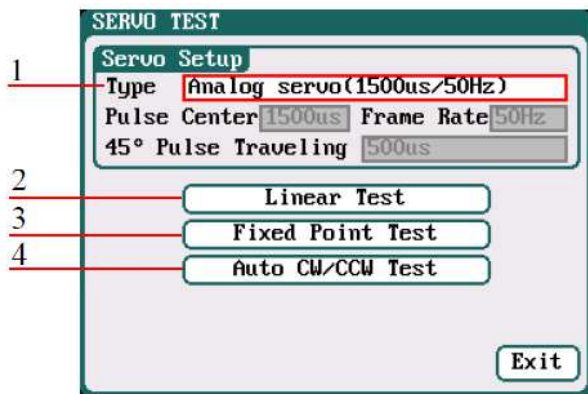 SERVO TEST
Servo Setup
1 Type Analog servo(1500us/50Hz)
Pulse Center 1500us Frame Rate 50Hz
45° Pulse Traveling 500us
2 Linear Test
3 Fixed Point Test
4 Auto CW/CCW Test
Exit